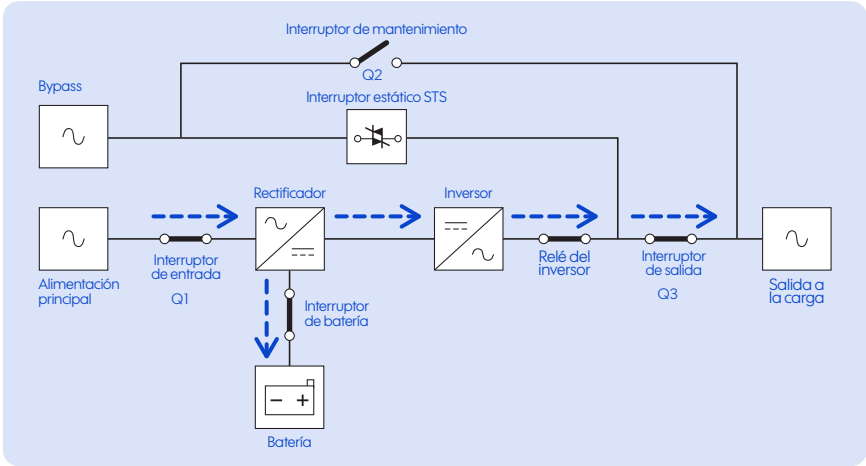 Interruptor de mantenimiento
Q2
Bypass
Interruptor estático STS
Rectificador
Inversor
Alimentación
principal
Interruptor
de entrada
Q1
Relé del
inversor
Interruptor
de salida
Q3
Salida a
la carga
Interruptor
de batería
Batería